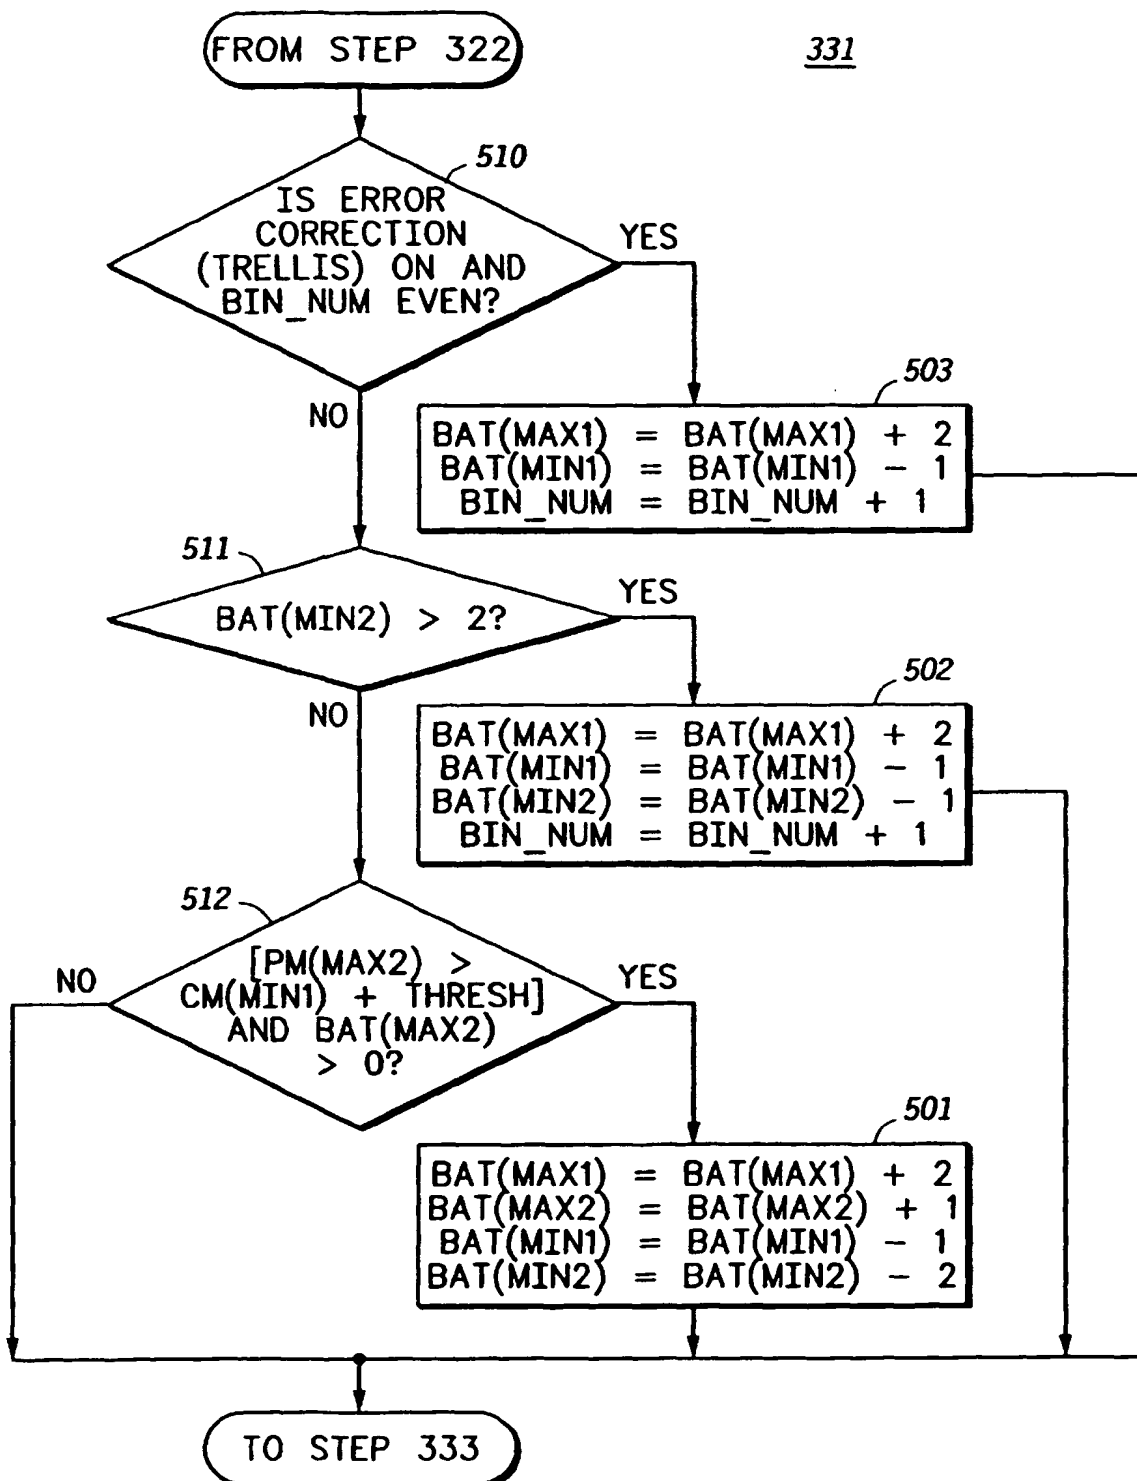 FROM STEP 322
331
510
IS ERROR
CORRECTION
(TRELLIS) ON AND
BIN_NUM EVEN?
YES
NO
503
BAT(MAX1) = BAT(MAX1) + 2
BAT(MIN1) = BAT(MIN1) - 1
BIN_NUM = BIN_NUM + 1
511
BAT(MIN2) > 2?
YES
NO
502
BAT(MAX1) = BAT(MAX1) + 2
BAT(MIN1) = BAT(MIN1) - 1
BAT(MIN2) = BAT(MIN2) - 1
BIN_NUM = BIN_NUM + 1
512
[PM(MAX2) >
CM(MIN1) + THRESH]
AND BAT(MAX2)
> 0?
NO
YES
501
BAT(MAX1) = BAT(MAX1) + 2
BAT(MAX2) = BAT(MAX2) + 1
BAT(MIN1) = BAT(MIN1) - 1
BAT(MIN2) = BAT(MIN2) - 2
TO STEP 333